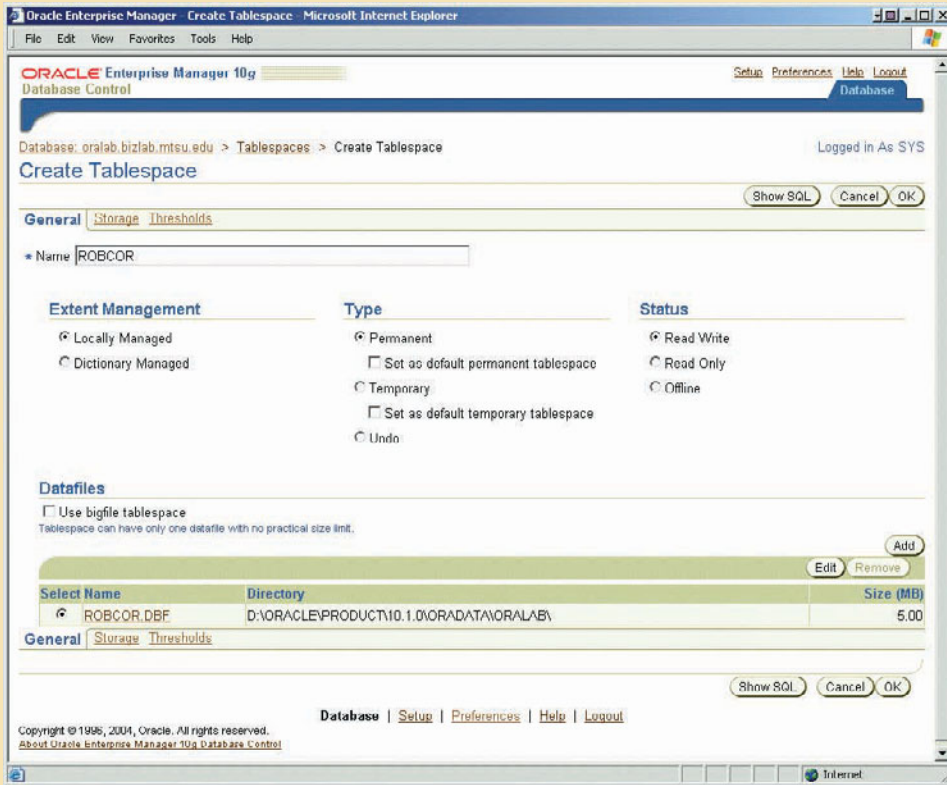 Oracle Enterprise Manager - Create Tablespace - Microsoft Internet Explorer
File Edit View Favorites Tools Help
ORACLE Enterprise Manager 10g
Database Control
Setup Preferences Help Logout
Database
Database: oralab.bizlab.mtsu.edu > Tablespaces > Create Tablespace
Logged in As SYS
Create Tablespace
Show SQL Cancel OK
General Storage Thresholds
* Name ROBCOR
Extent Management
Locally Managed
Dictionary Managed
Type
Permanent
Set as default permanent tablespace
Temporary
Set as default temporary tablespace
Undo
Status
Read Write
Read Only
Offline
Datafiles
Use bigfile tablespace
Tablespace can have only one datafile with no practical size limit.
Add
Edit Remove
Select Name Directory Size (MB)
ROBCOR.DBF D:\ORACLE\PRODUCT\10.1.0\ORADATA\ORALAB\ 5.00
General Storage Thresholds
Show SQL Cancel OK
Database | Setup | Preferences | Help | Logout
Copyright © 1996, 2004, Oracle. All rights reserved.
About Oracle Enterprise Manager 10g Database Control
Internet